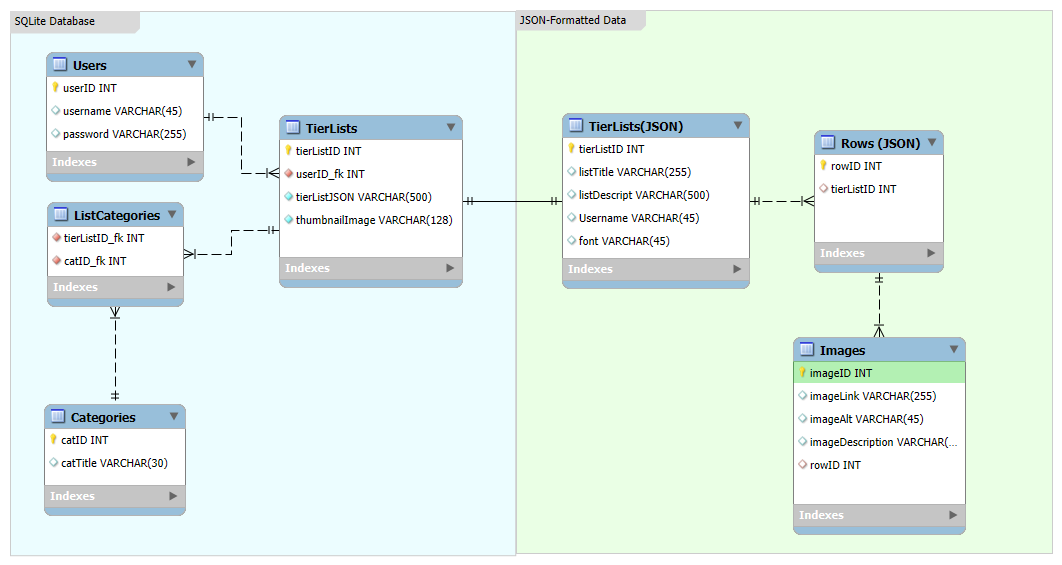 SQLite Database
Users
userID INT
username VARCHAR(45)
password VARCHAR(255)
Indexes
ListCategories
tierListID_fk INT
catID_fk INT
Indexes
Categories
catID INT
catTitle VARCHAR(30)
Indexes
TierLists
tierListID INT
userID_fk INT
tierListJSON VARCHAR(500)
thumbnailImage VARCHAR(128)
Indexes
JSON-Formatted Data
TierLists(JSON)
tierListID INT
listTitle VARCHAR(255)
listDescript VARCHAR(500)
Username VARCHAR(45)
font VARCHAR(45)
Indexes
Rows (JSON)
rowID INT
tierListID INT
Indexes
Images
imageID INT
imageLink VARCHAR(255)
imageAlt VARCHAR(45)
imageDescription VARCHAR(...
rowID INT
Indexes